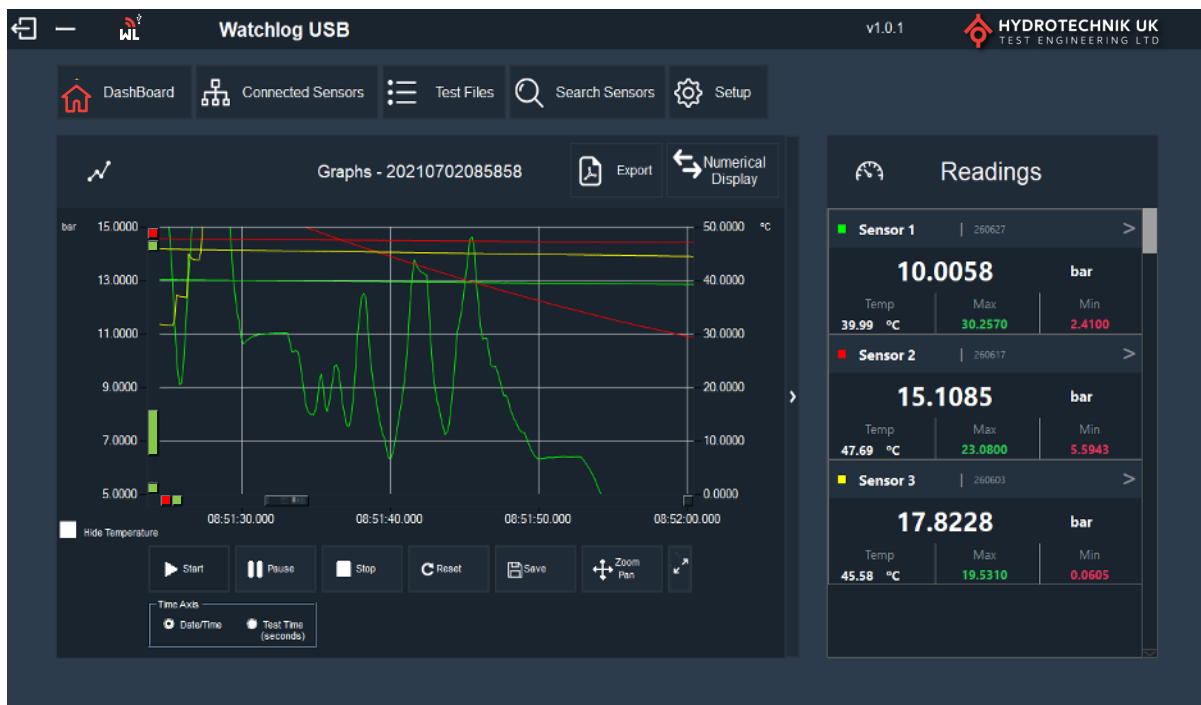 WL Watchlog USB v1.0.1 HYDROTECHNIK UK
TEST ENGINEERING LTD
DashBoard Connected Sensors Test Files Search Sensors Setup
Graphs - 20210702085858 Export Numerical
Display
bar 15.0000 50.0000 °C
13.0000 40.0000
11.0000 30.0000
9.0000 20.0000
7.0000 10.0000
5.0000 0.0000
08:51:30.000 08:51:40.000 08:51:50.000 08:52:00.000
Hide Temperature
Start Pause Stop Reset Save Zoom
Pan
Time Axis
Date/Time Test Time
(seconds)
Readings
Sensor 1 | 260627 >
10.0058 bar
Temp Max Min
39.99 °C 30.2570 2.4100
Sensor 2 | 260617 >
15.1085 bar
Temp Max Min
47.69 °C 23.0800 5.5943
Sensor 3 | 260603 >
17.8228 bar
Temp Max Min
45.58 °C 19.5310 0.0605